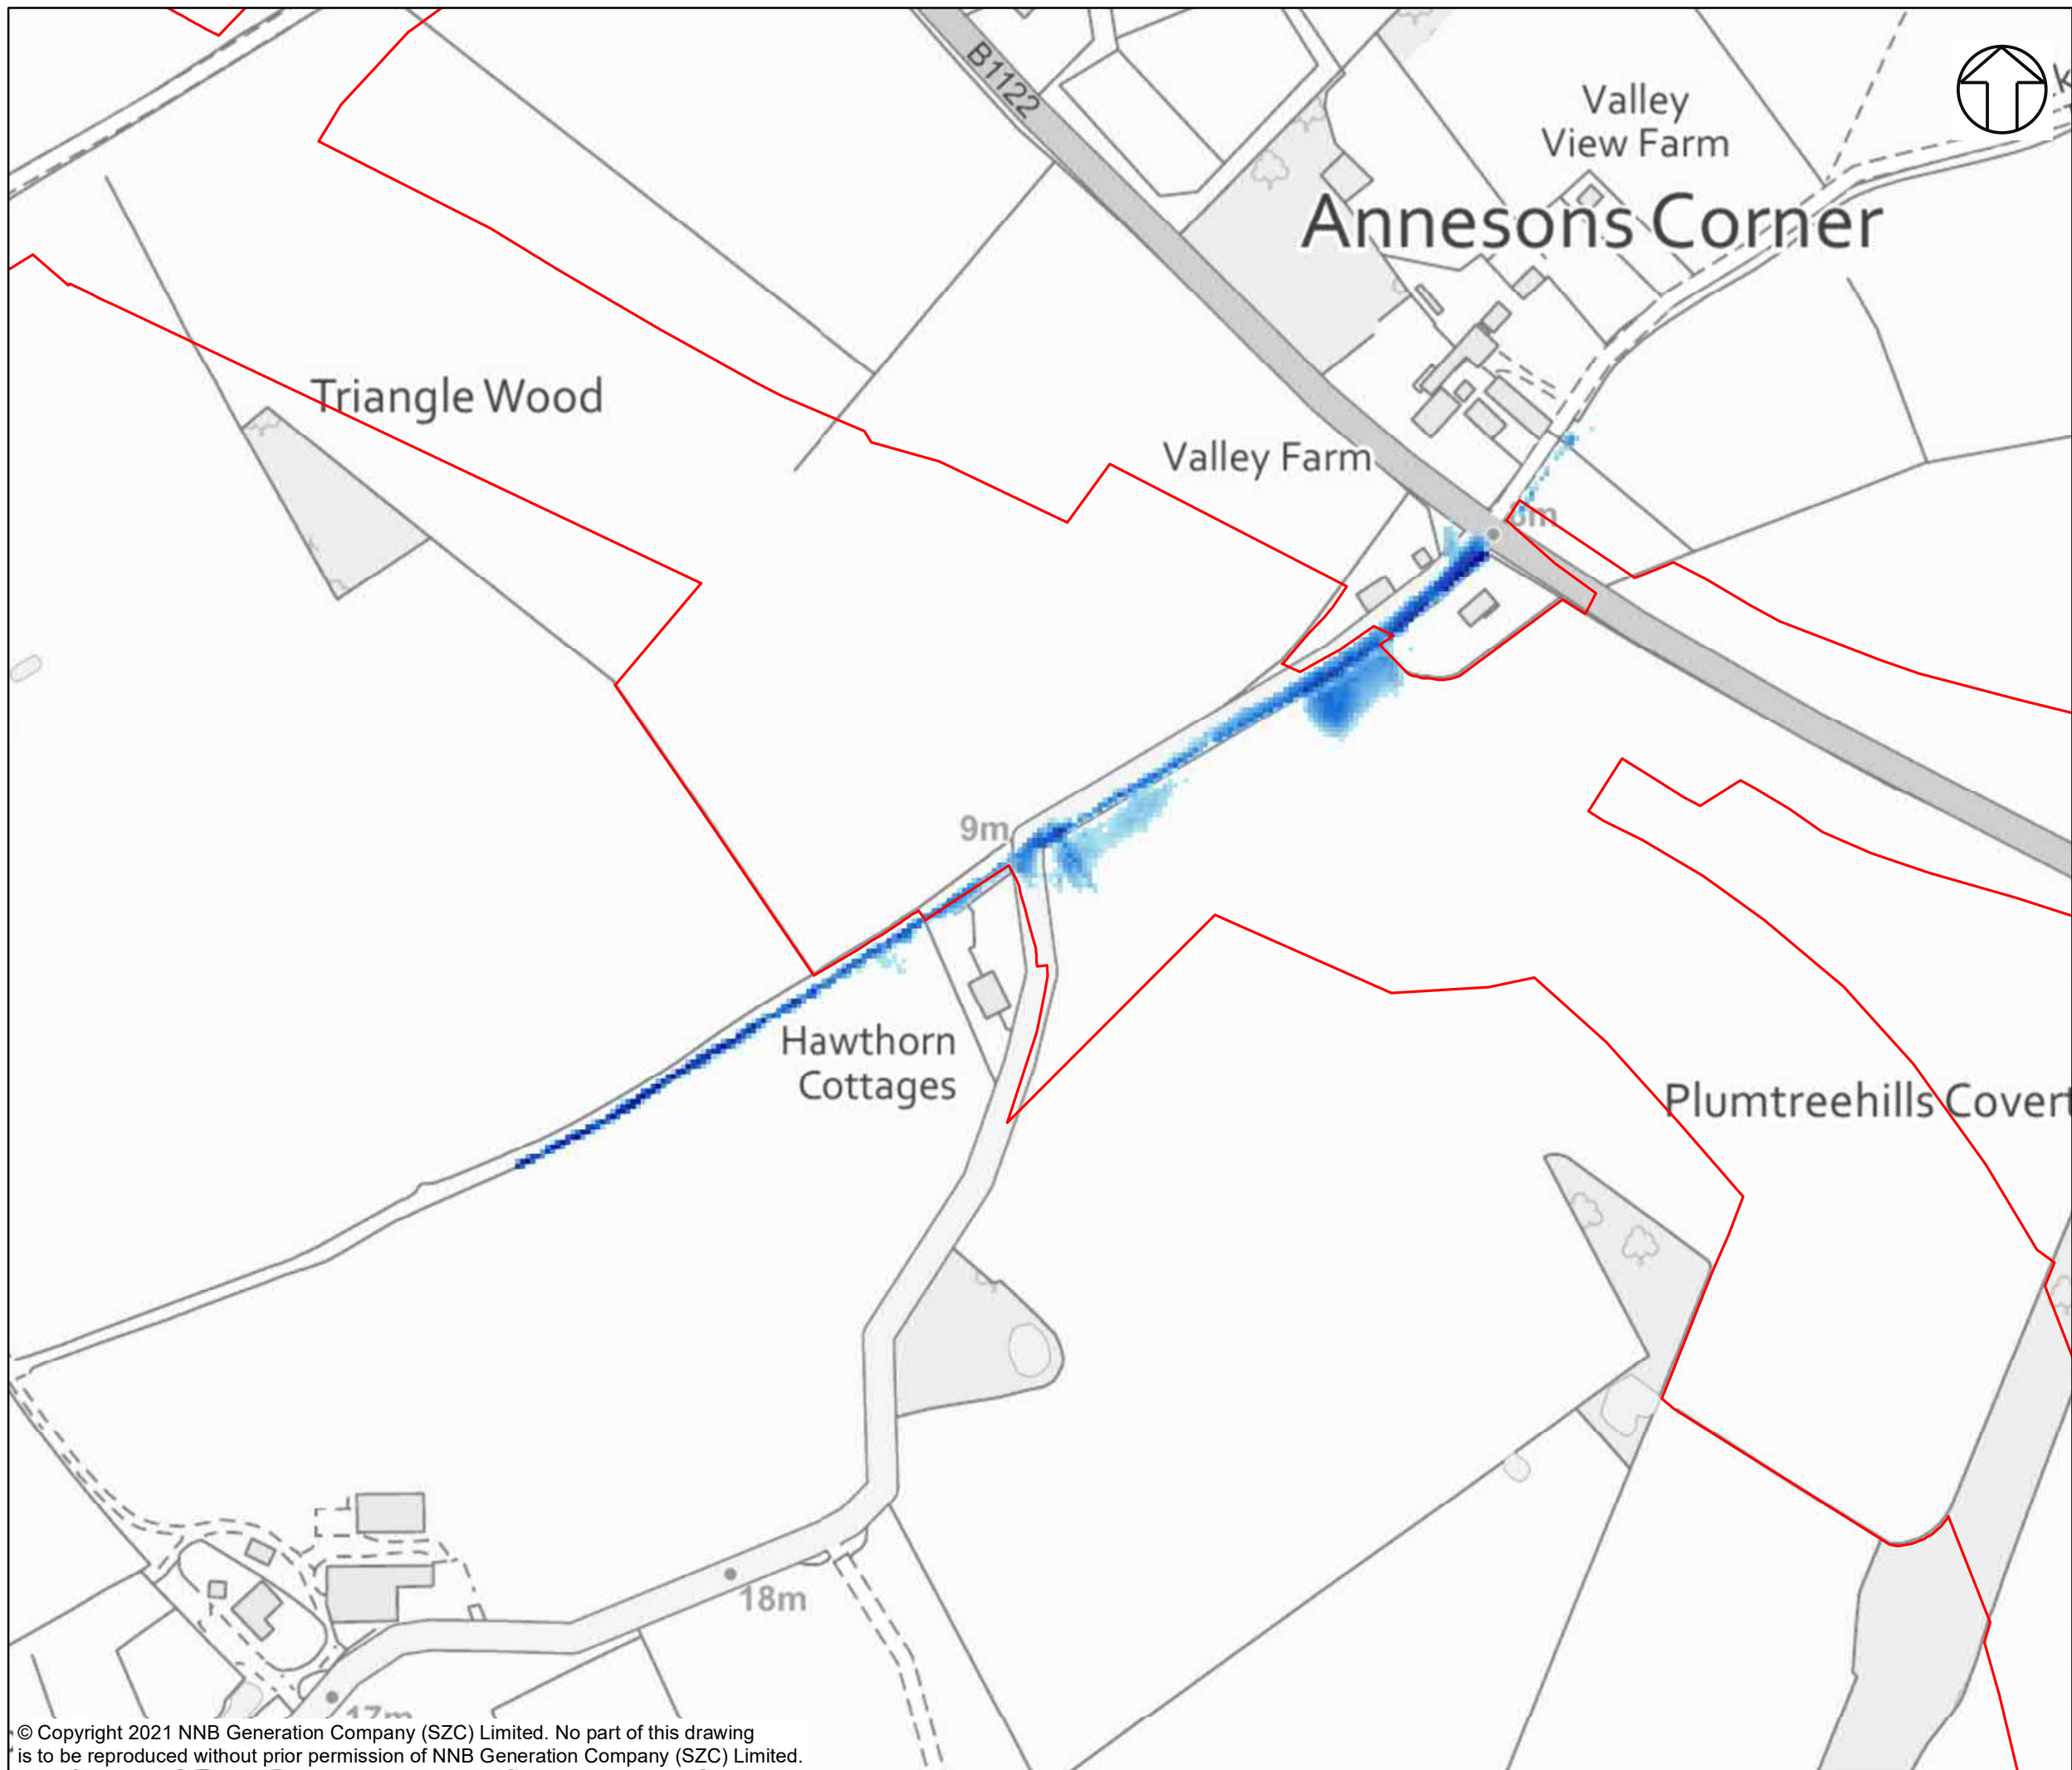 B1122
Valley
View Farm
Annesons Corner
Triangle Wood
Valley Farm
9m
Hawthorn
Cottages
Plumtreehills Covert
18m
17m
© Copyright 2021 NNB Generation Company (SZC) Limited. No part of this drawing
is to be reproduced without prior permission of NNB Generation Company (SZC) Limited.